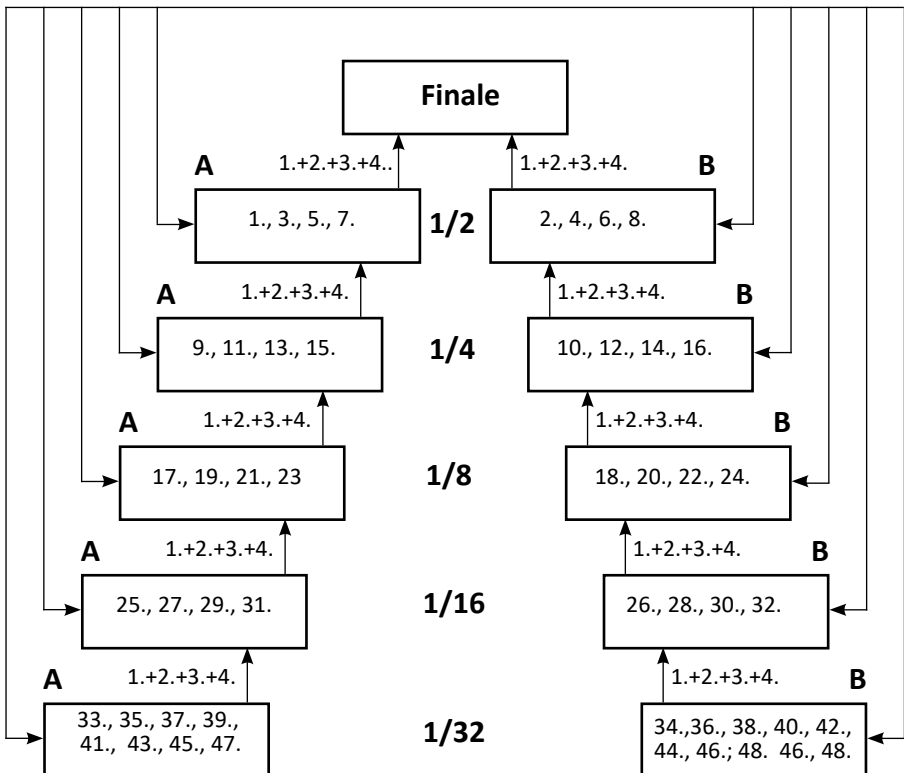 Finale
A 1.+2.+3.+4.. 1.+2.+3.+4. B
1., 3., 5., 7. 1/2 2., 4., 6., 8.
A 1.+2.+3.+4. 1.+2.+3.+4. B
9., 11., 13., 15. 1/4 10., 12., 14., 16.
A 1.+2.+3.+4. 1.+2.+3.+4. B
17., 19., 21., 23 1/8 18., 20., 22., 24.
A 1.+2.+3.+4. 1.+2.+3.+4. B
25., 27., 29., 31. 1/16 26., 28., 30., 32.
A 1.+2.+3.+4. 1.+2.+3.+4. B
33., 35., 37., 39.,
41., 43., 45., 47.
1/32
34.,36., 38., 40., 42.,
44., 46.; 48. 46., 48.